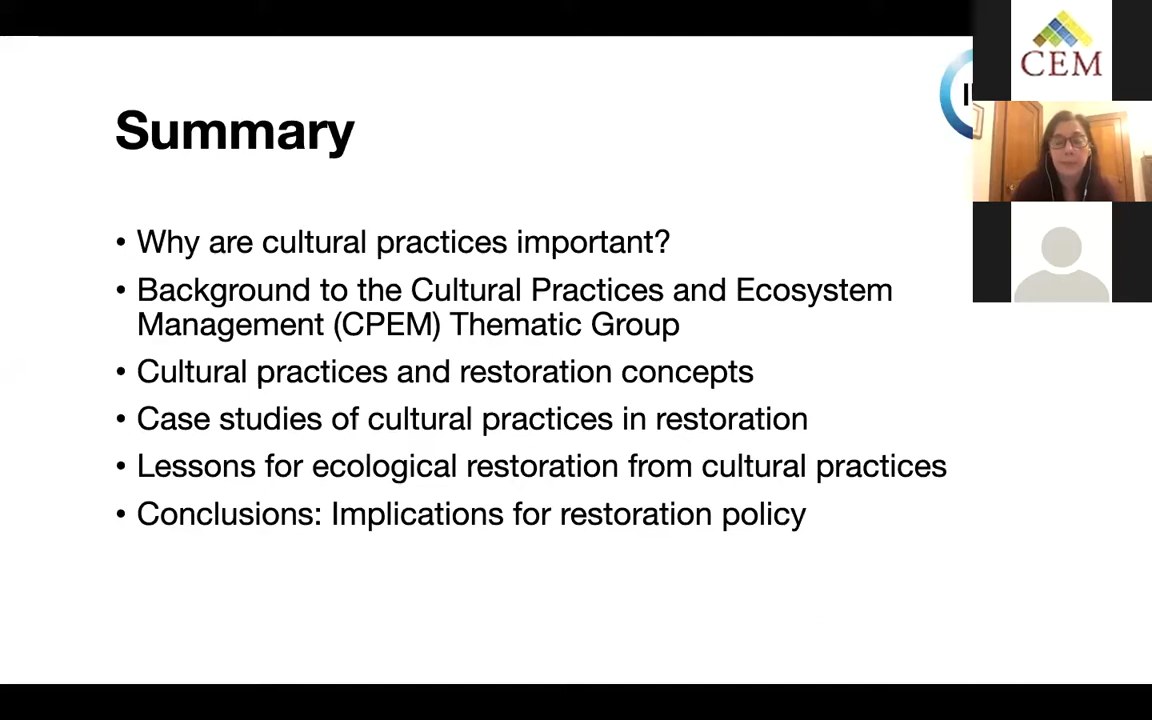 Summary
• Why are cultural practices important?
• Background to the Cultural Practices and Ecosystem
Management (CPEM) Thematic Group
• Cultural practices and restoration concepts
• Case studies of cultural practices in restoration
• Lessons for ecological restoration from cultural practices
• Conclusions: Implications for restoration policy
CEM